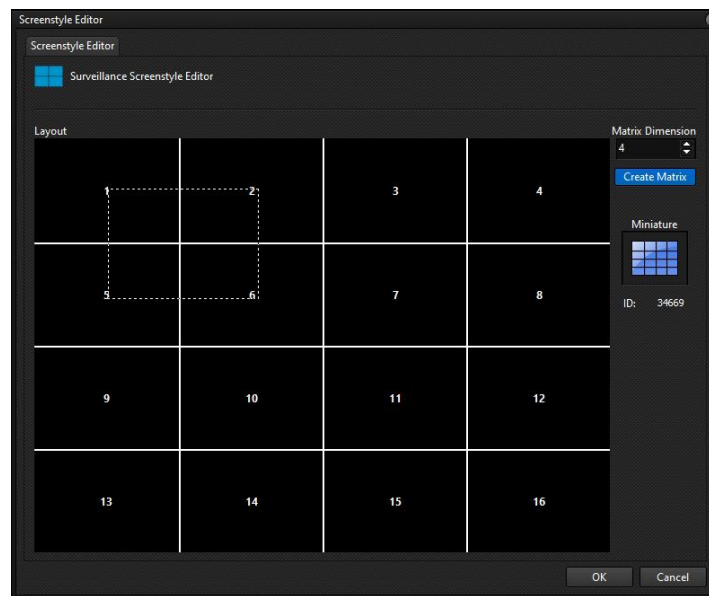 Screenstyle Editor
Screenstyle Editor
Surveillance Screenstyle Editor
Layout
Matrix Dimension
4
Create Matrix
Miniature
ID: 34669
1 2 3 4
5 6 7 8
9 10 11 12
13 14 15 16
OK Cancel